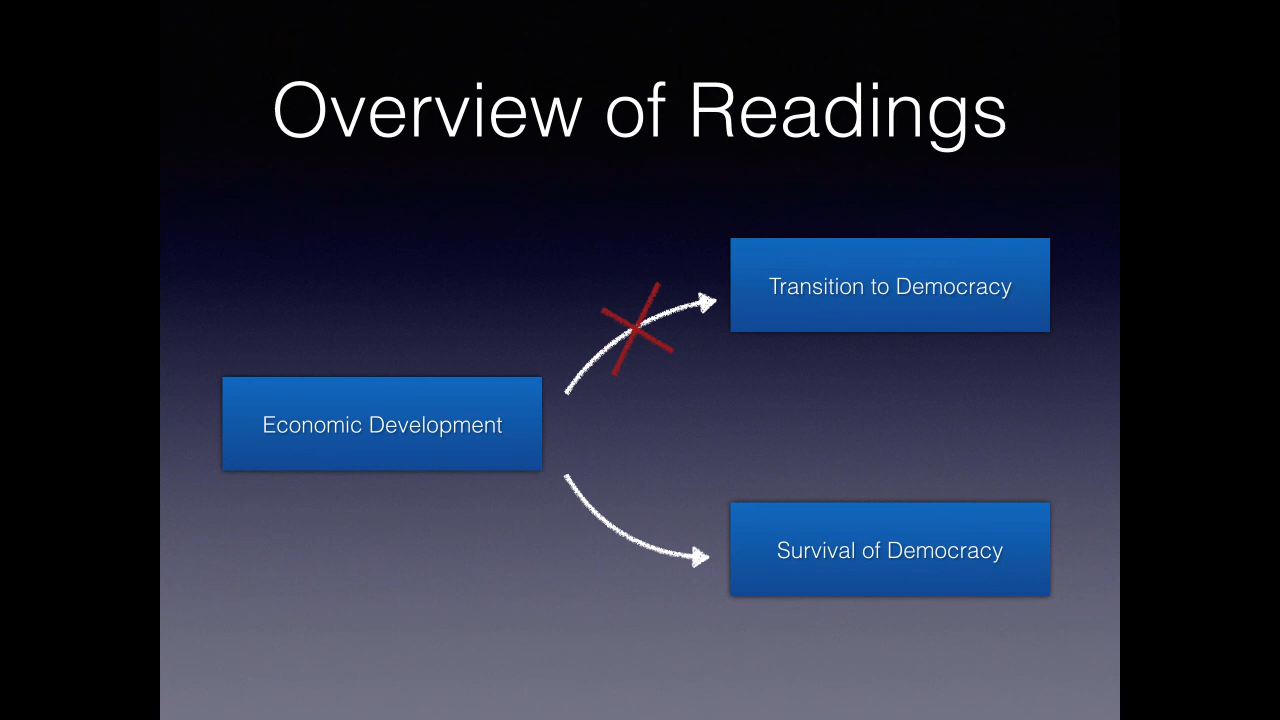 Overview of Readings
Transition to Democracy
Economic Development
Survival of Democracy